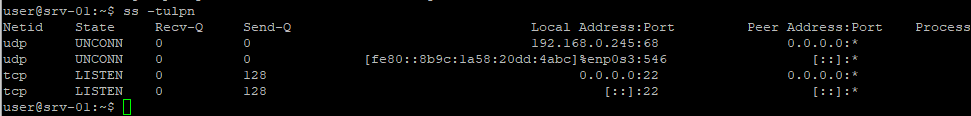 user@srv-01:~$ ss -tulpn
Netid State Recv-Q Send-Q Local Address:Port Peer Address:Port Process
udp UNCONN 0 0 192.168.0.245:68 0.0.0.0:*
udp UNCONN 0 0 [fe80::8b9c:1a58:20dd:4abc]%enp0s3:546 [::]:*
tcp LISTEN 0 128 0.0.0.0:22 0.0.0.0:*
tcp LISTEN 0 128 [::]:22 [::]:*
user@srv-01:~$